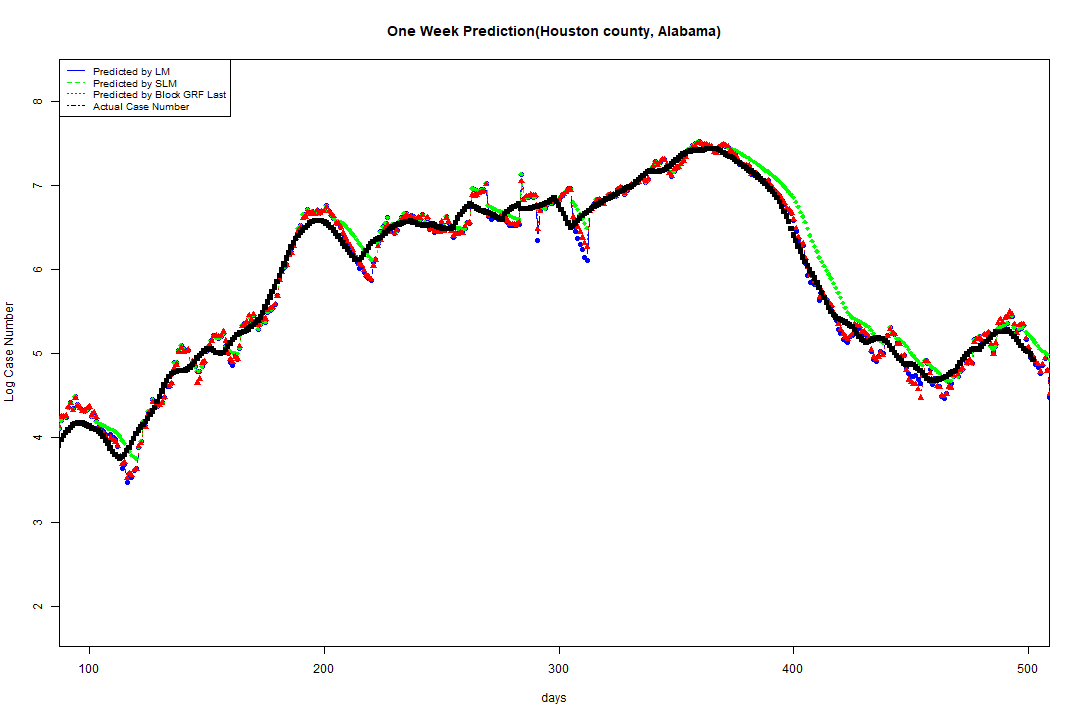 One Week Prediction(Houston county, Alabama)
Predicted by LM
Predicted by SLM
Predicted by Block GRF Last
Actual Case Number
8
7
6
5
4
3
2
Log Case Number
100 200 300 400 500
days